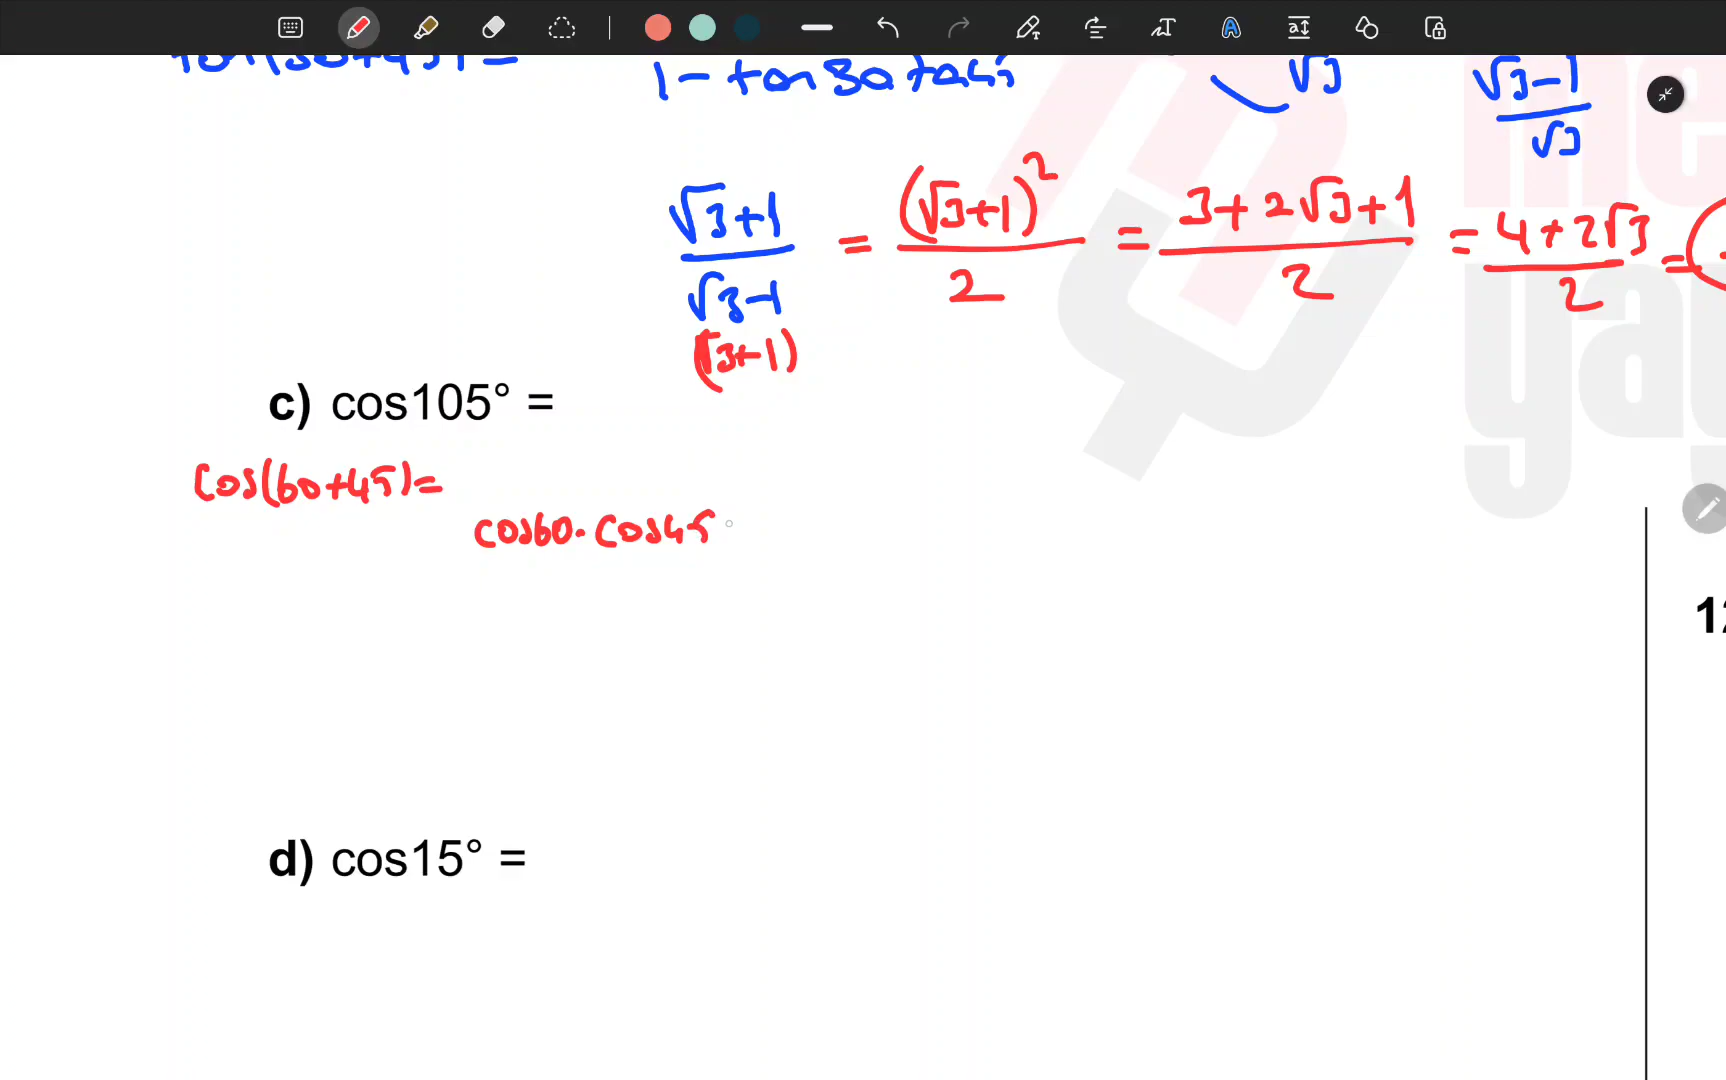 1 - tan30 tan45
√3
√3-1
√3
√3+1 / √3-1 = (√3+1)² / 2 = 3+2√3+1 / 2 = 4+2√3 / 2 =
(√3+1)
c) cos105° =
cos(60+45)=
cos60·cos45
d) cos15° =